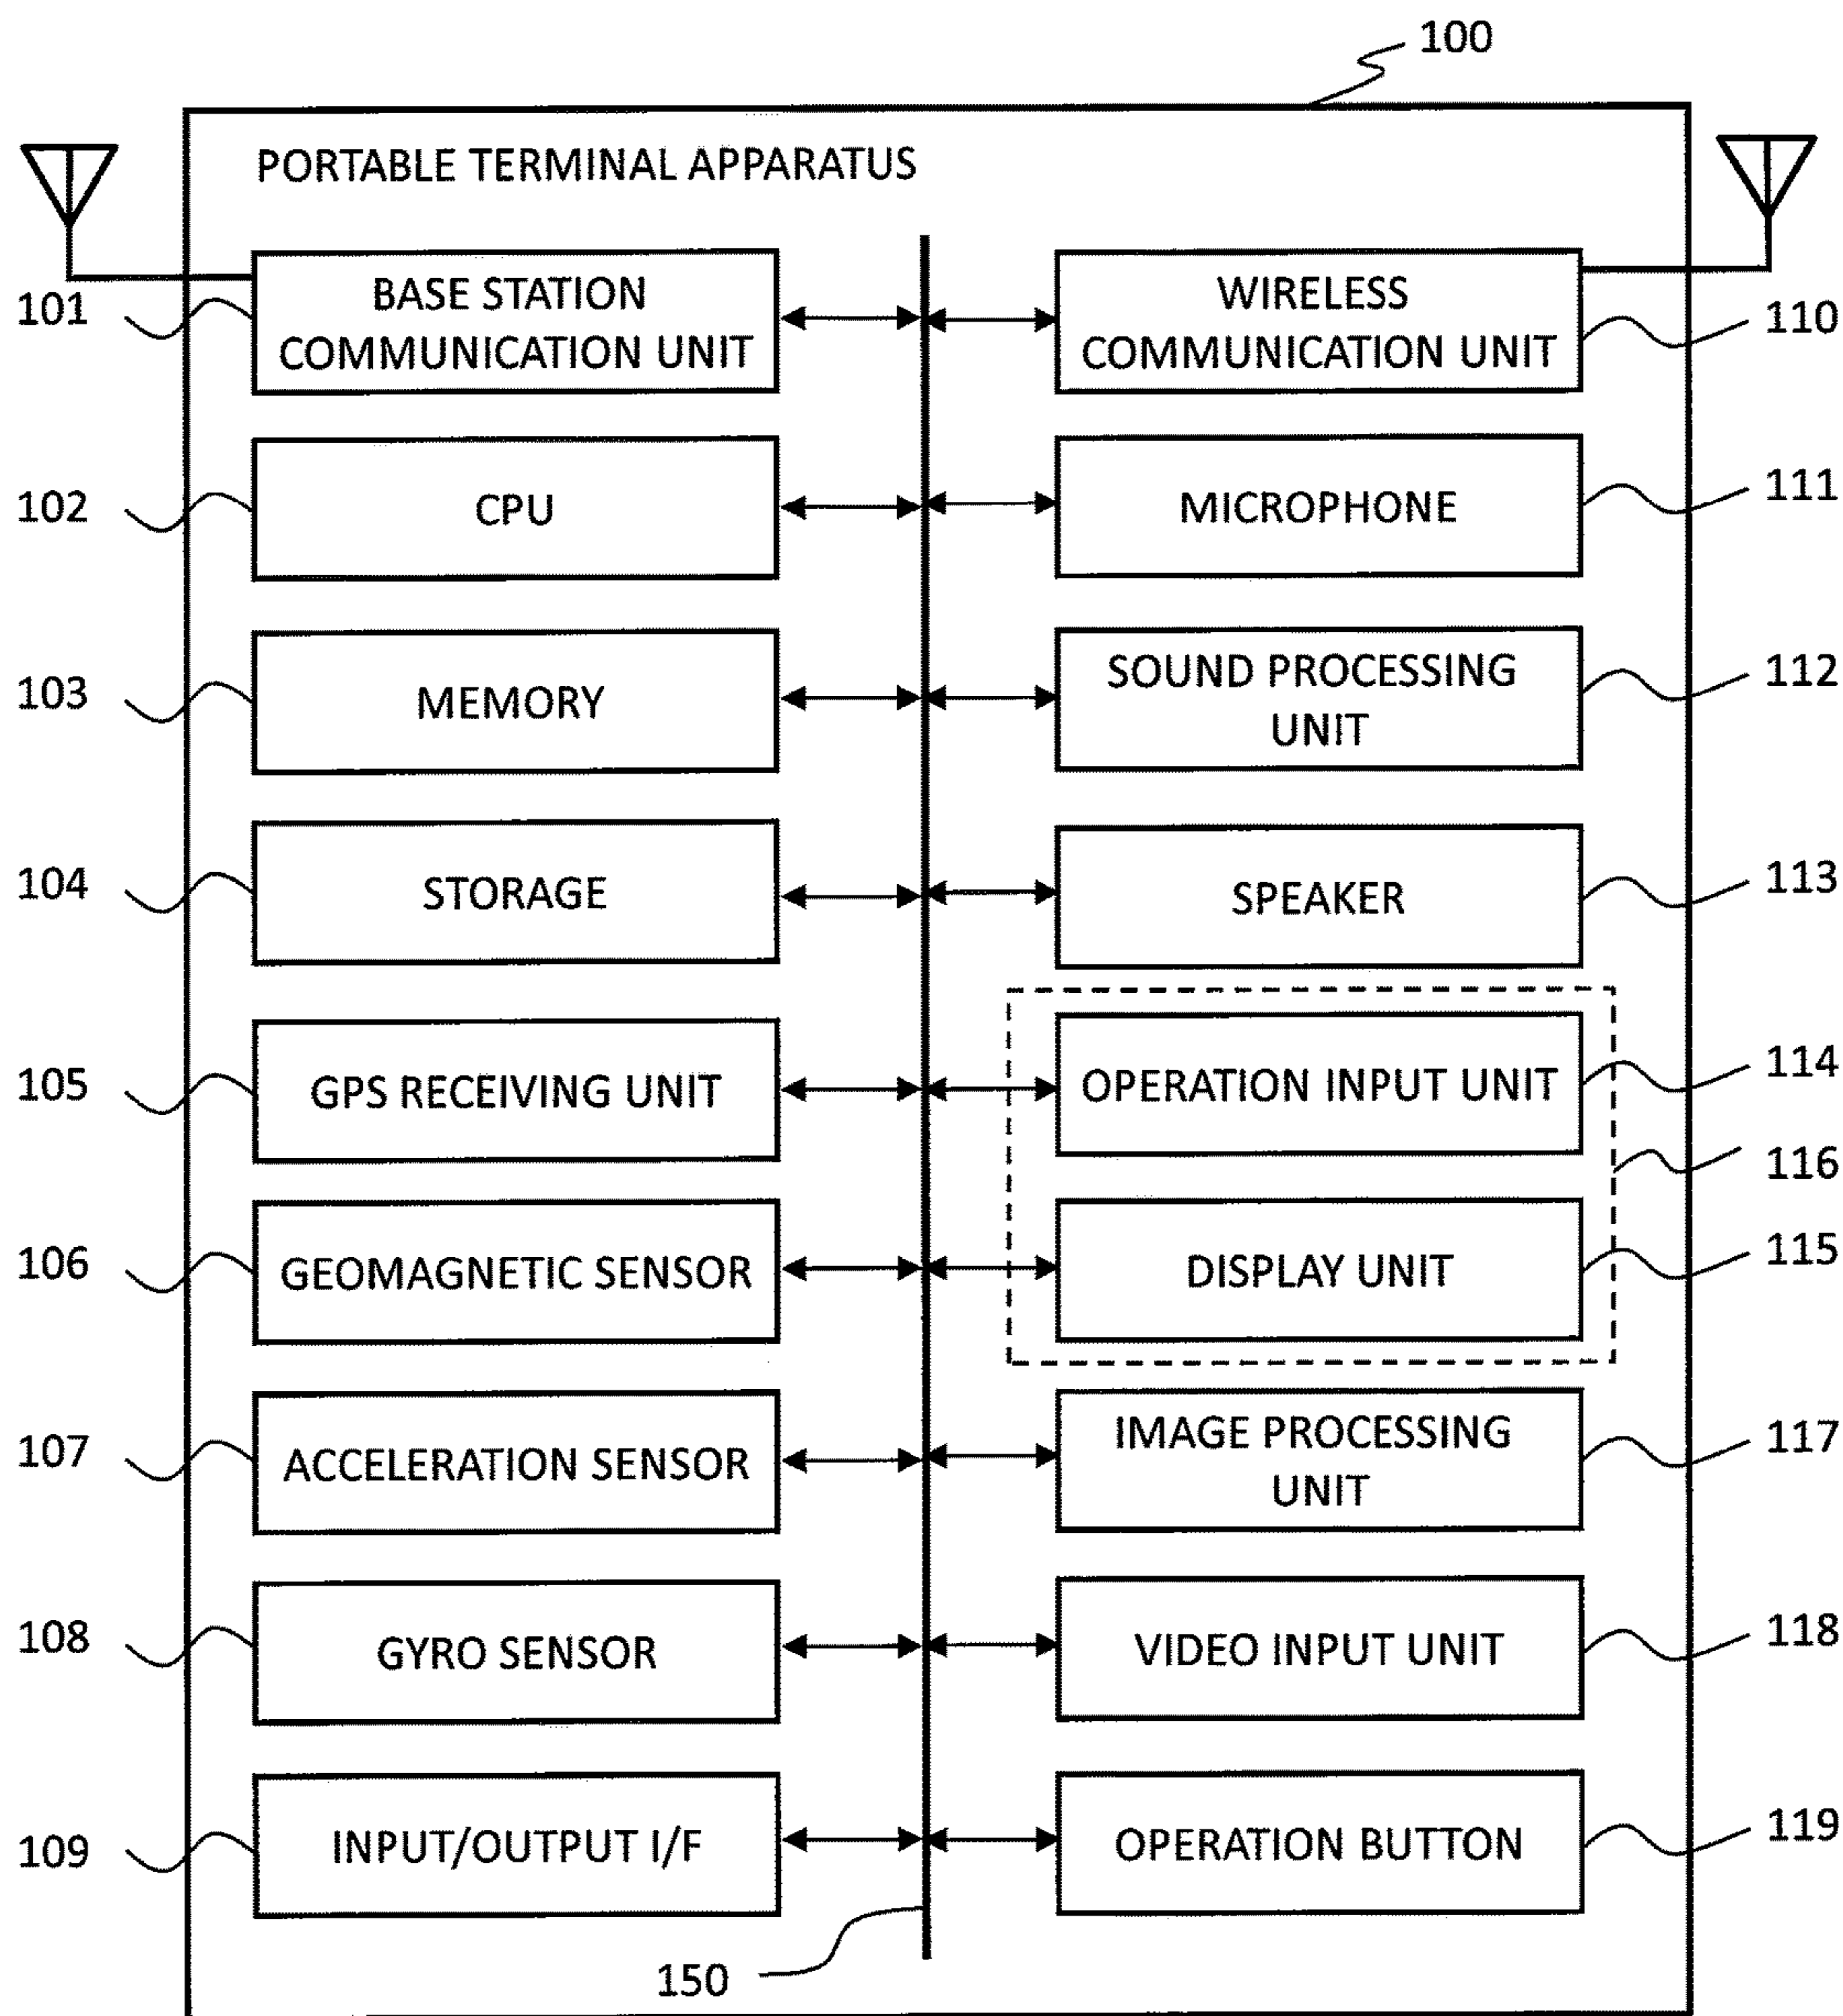 100
PORTABLE TERMINAL APPARATUS
101
BASE STATION
COMMUNICATION UNIT
WIRELESS
COMMUNICATION UNIT
110
102
CPU
MICROPHONE
111
103
MEMORY
SOUND PROCESSING
UNIT
112
104
STORAGE
SPEAKER
113
105
GPS RECEIVING UNIT
OPERATION INPUT UNIT
114
116
106
GEOMAGNETIC SENSOR
DISPLAY UNIT
115
107
ACCELERATION SENSOR
IMAGE PROCESSING
UNIT
117
108
GYRO SENSOR
VIDEO INPUT UNIT
118
109
INPUT/OUTPUT I/F
OPERATION BUTTON
119
150